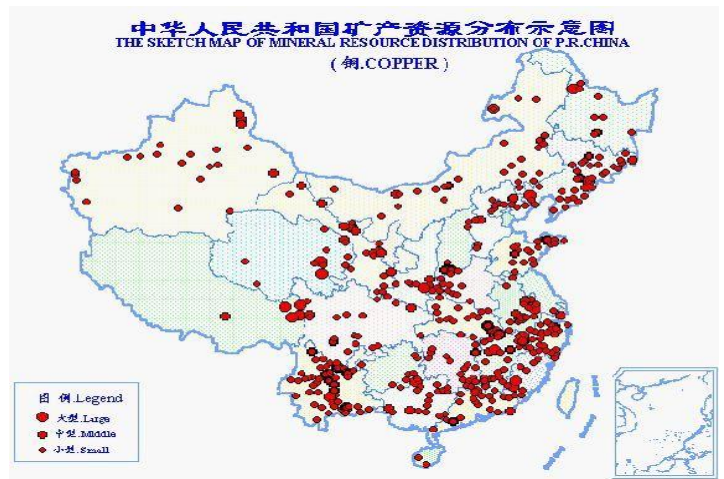 中华人民共和国矿产资源分布示意图
THE SKETCH MAP OF MINERAL RESOURCE DISTRIBUTION OF P.R.CHINA
(铜.COPPER)
图 例.Legend
大型.Large
中型.Middle
小型.Small